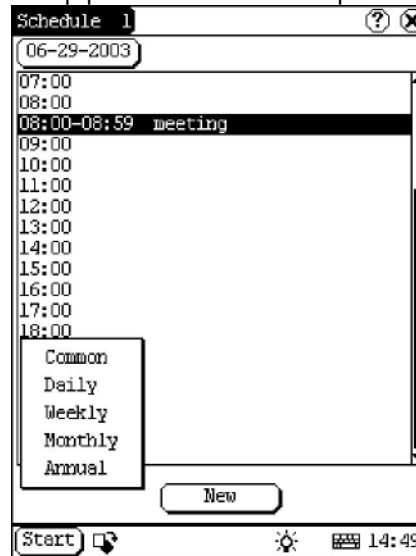 Schedule 1 ?
06-29-2003
07:00
08:00
08:00-08:59 meeting
09:00
10:00
11:00
12:00
13:00
14:00
15:00
16:00
17:00
18:00
Common
Daily
Weekly
Monthly
Annual
New
Start 14:49